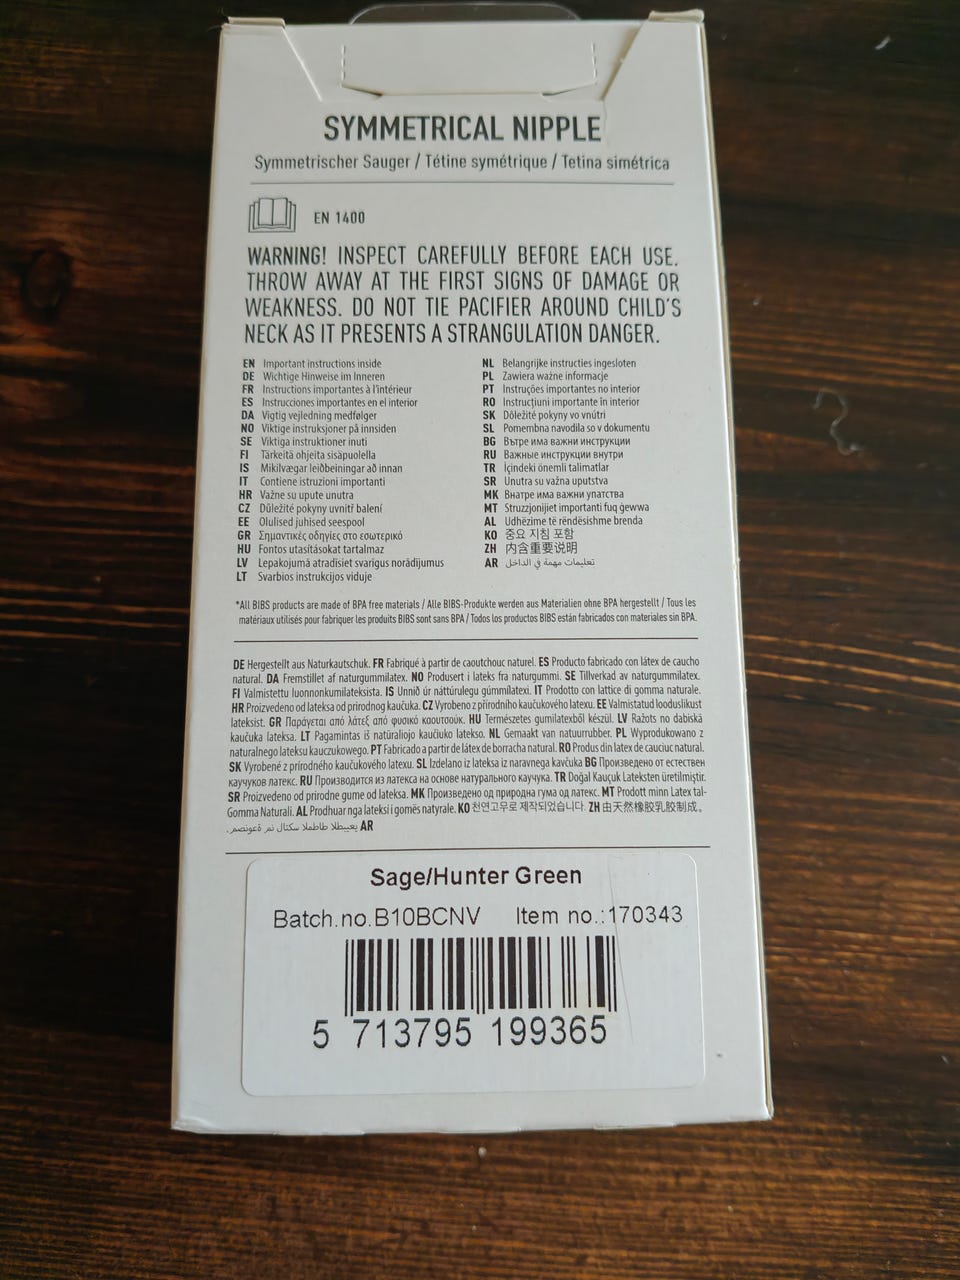 SYMMETRICAL NIPPLE
Symmetrischer Sauger / Tétine symétrique / Tetina simétrica
EN 1400
WARNING! INSPECT CAREFULLY BEFORE EACH USE.
THROW AWAY AT THE FIRST SIGNS OF DAMAGE OR
WEAKNESS. DO NOT TIE PACIFIER AROUND CHILD'S
NECK AS IT PRESENTS A STRANGULATION DANGER.
EN Important instructions inside
DE Wichtige Hinweise im Inneren
FR Instructions importantes à l'intérieur
ES Instrucciones importantes en el interior
DA Vigtig vejledning medfølger
NO Viktige instruksjoner på innsiden
SE Viktiga instruktioner inuti
FI Tärkeitä ohjeita sisäpuolella
IS Mikilvægar leiðbeiningar að innan
IT Contiene istruzioni importanti
HR Važne su upute unutra
CZ Důležité pokyny uvnitř balení
EE Olulised juhised seespool
GR Σημαντικές οδηγίες στο εσωτερικό
HU Fontos utasításokat tartalmaz
LV Lepakojumā atradīsiet svarigus norādījumus
LT Svarbios instrukcijos viduje
NL Belangrijke instructies ingesloten
PL Zawiera ważne informacje
PT Instruções importantes no interior
RO Instrucțiuni importante în interior
SK Dôležité pokyny vo vnútri
SL Pomembna navodila so v dokumentu
BG Вътре има важни инструкции
RU Важные инструкции внутри
TR İçindeki önemli talimatlar
SR Unutra su važna uputstva
MK Внатре има важни упатства
MT Struzzjonijiet importanti fuq gewwa
AL Udhëzime të rëndësishme brenda
KO 중요 지침 포함
ZH 内含重要说明
AR تعليمات مهمة في الداخل
*All BIBS products are made of BPA free materials / Alle BIBS-Produkte werden aus Materialien ohne BPA hergestellt / Tous les
matériaux utilisés pour fabriquer les produits BIBS sont sans BPA / Todos los productos BIBS están fabricados con materiales sin BPA.
DE Hergestellt aus Naturkautschuk. FR Fabriqué à partir de caoutchouc naturel. ES Producto fabricado con látex de caucho
natural. DA Fremstillet af naturgummilatex. NO Produsert i lateks fra naturgummi. SE Tillverkad av naturgummilatex.
FI Valmistettu luonnonkumilateksista. IS Unnið úr náttúrulegu gúmmílatexi. IT Prodotto con lattice di gomma naturale.
HR Proizvedeno od lateksa od prirodnog kaučuka. CZ Vyrobeno z přírodního kaučukového latexu. EE Valmistatud looduslikust
lateksist. GR Παράγεται από λάτεξ από φυσικό καουτσούκ. HU Természetes gumilatexből készül. LV Ražots no dabiskā
kaučuka lateksa. LT Pagamintas iš natūraliojo kaučiuko latekso. NL Gemaakt van natuurrubber. PL Wyprodukowano z
naturalnego lateksu kauczukowego. PT Fabricado a partir de látex de borracha natural. RO Produs din latex de cauciuc natural.
SK Vyrobené z prírodného kaučukového latexu. SL Izdelano iz lateksa iz naravnega kavčuka BG Произведено от естествен
каучуков латекс. RU Производится из латекса на основе натурального каучука. TR Doğal Kauçuk Lateksten üretilmiştir.
SR Proizvedeno od prirodne gume od lateksa. MK Произведено од природна гума од латекс. MT Prodott minn Latex tal-
Gomma Naturali. AL Prodhuar nga lateksi i gomës natyrale. KO 천연고무로 제작되었습니다. ZH 由天然橡胶乳胶制成。
AR
Sage/Hunter Green
Batch.no.B10BCNV Item no.:170343
5 713795 199365